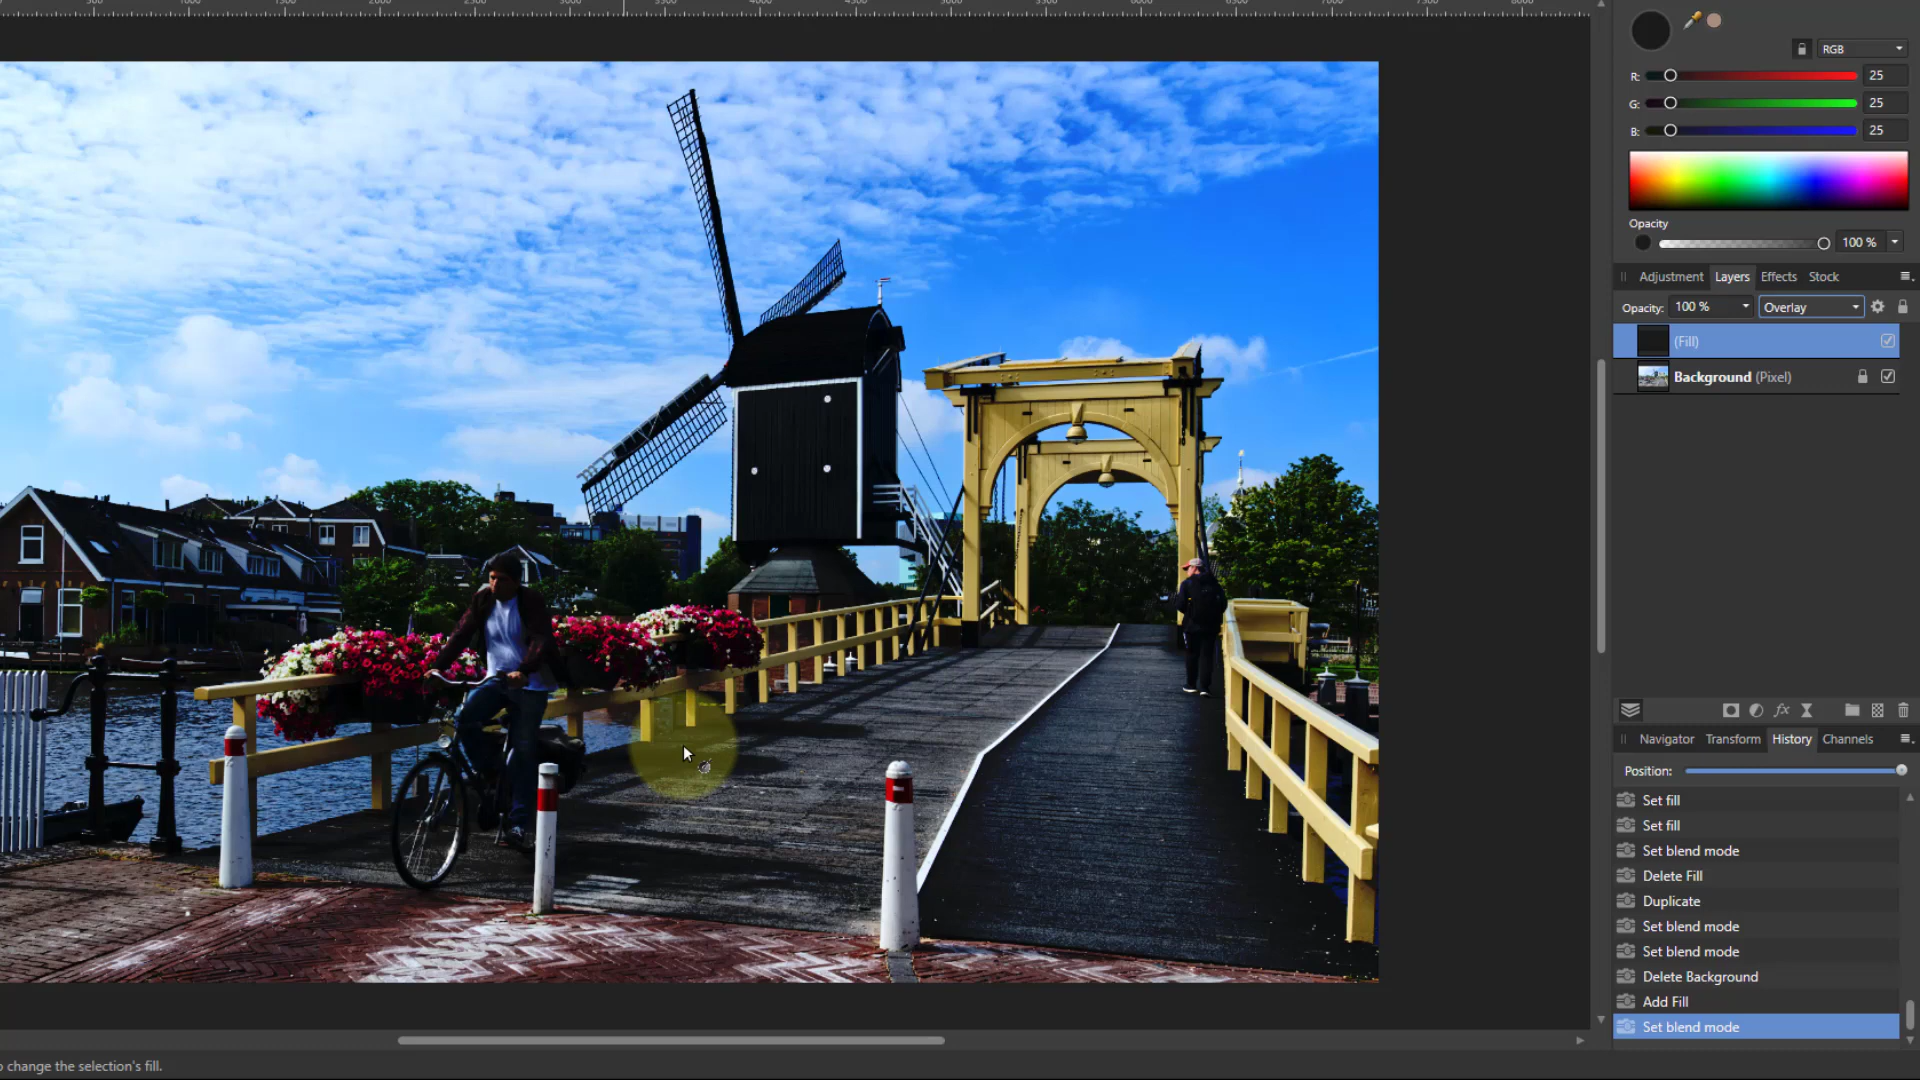 RGB
R:
25
G:
25
B:
25
Opacity
100 %
Adjustment Layers Effects Stock
Opacity: 100 % Overlay
(Fill)
Background (Pixel)
Navigator Transform History Channels
Position:
Set fill
Set fill
Set blend mode
Delete Fill
Duplicate
Set blend mode
Set blend mode
Delete Background
Add Fill
Set blend mode
change the selection's fill.